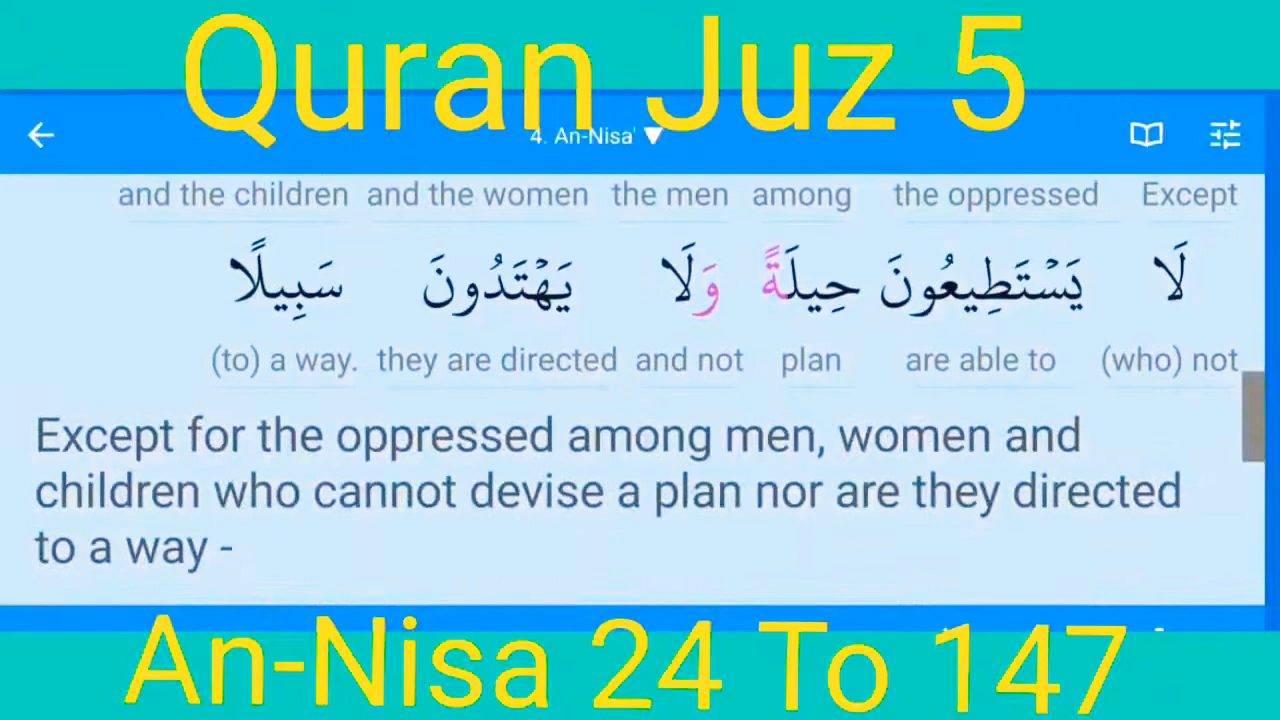 Quran Juz 5
4. An-Nisa'
Except the oppressed among the men and the women and the children
لَا يَسْتَطِيعُونَ حِيلَةً وَلَا يَهْتَدُونَ سَبِيلًا
(who) not are able to plan and not they are directed (to) a way.
Except for the oppressed among men, women and
children who cannot devise a plan nor are they directed
to a way -
An-Nisa 24 To 147